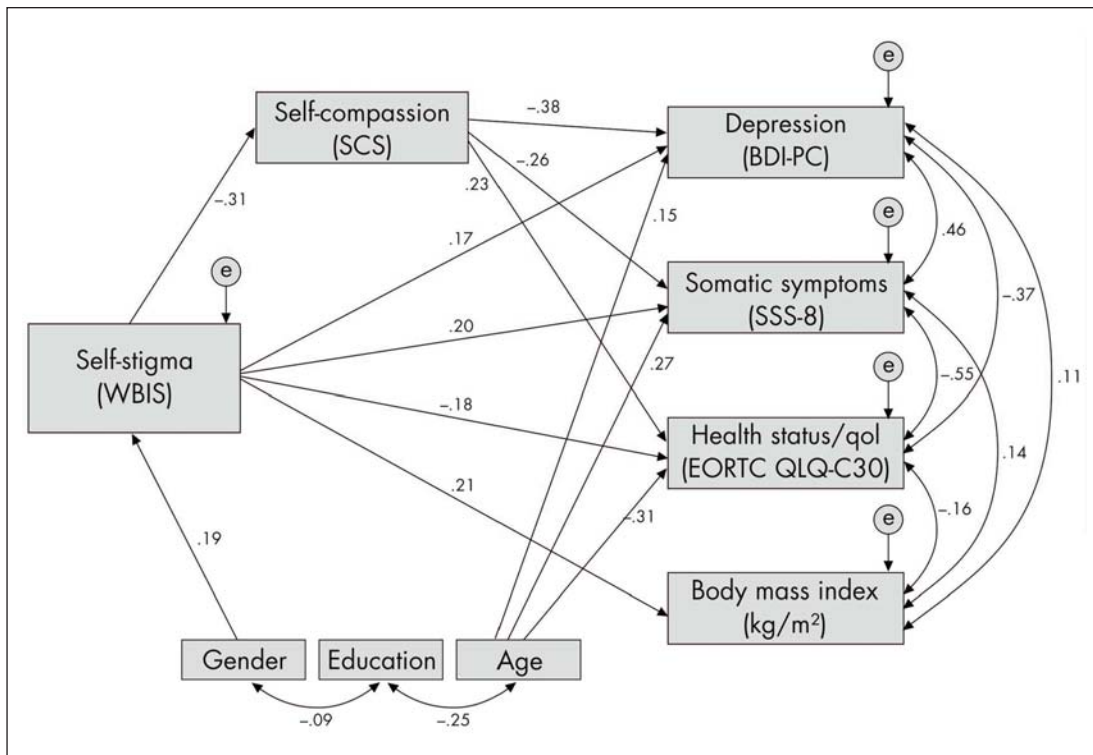 e
Self-compassion
(SCS)
–.38
Depression
(BDI-PC)
–.26
.23
e
–.31
.15
.46
.17
e
Somatic symptoms
(SSS-8)
–.37
Self-stigma
(WBIS)
.20
.27
e
–.55
.11
–.18
Health status/qol
(EORTC QLQ-C30)
.14
.21
–.31
e
–.16
.19
Body mass index
(kg/m²)
Gender
Education
Age
–.09
–.25